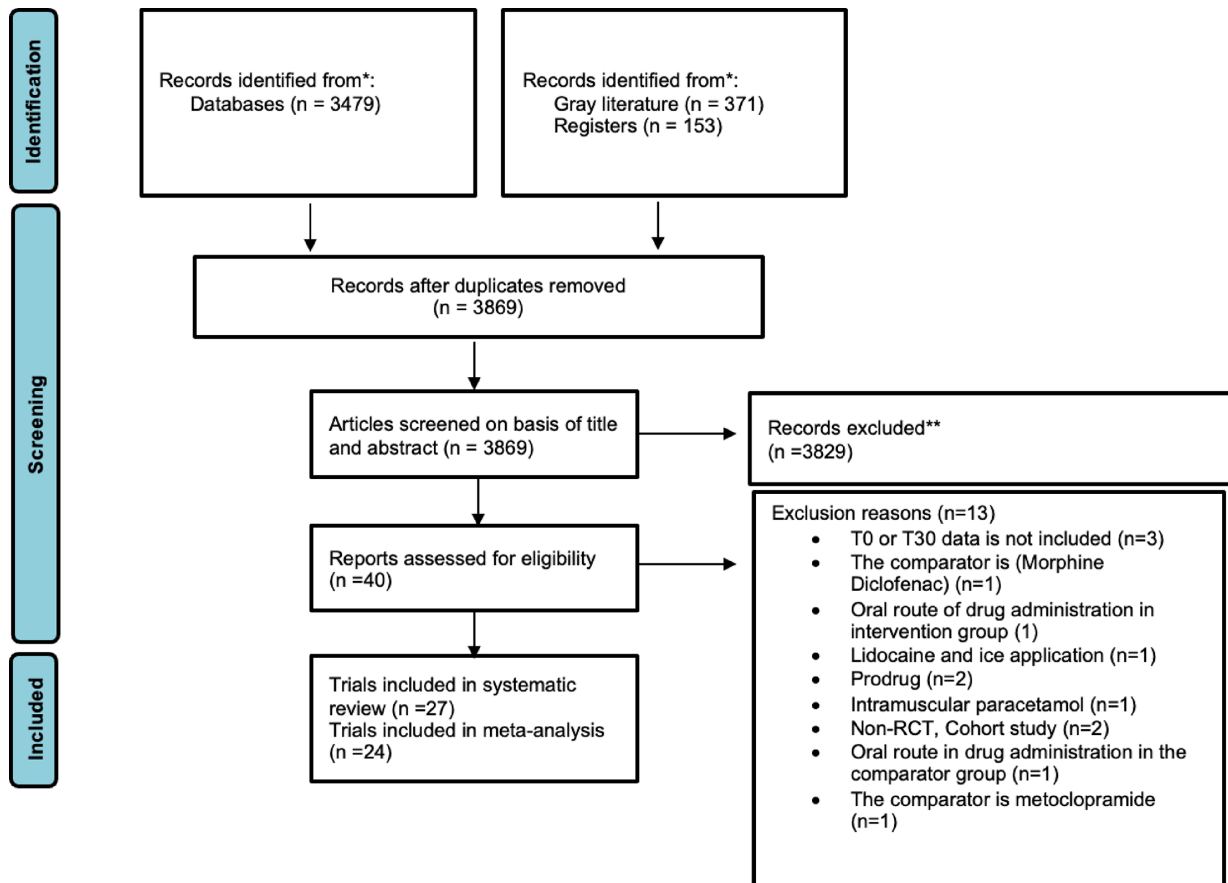 Identification
Records identified from*:
Databases (n = 3479)
Records identified from*:
Gray literature (n = 371)
Registers (n = 153)
Screening
Records after duplicates removed
(n = 3869)
Articles screened on basis of title
and abstract (n = 3869)
Records excluded**
(n =3829)
Reports assessed for eligibility
(n =40)
Exclusion reasons (n=13)
• T0 or T30 data is not included (n=3)
• The comparator is (Morphine
Diclofenac) (n=1)
• Oral route of drug administration in
intervention group (1)
• Lidocaine and ice application (n=1)
• Prodrug (n=2)
• Intramuscular paracetamol (n=1)
• Non-RCT, Cohort study (n=2)
• Oral route in drug administration in the
comparator group (n=1)
• The comparator is metoclopramide
(n=1)
Included
Trials included in systematic
review (n =27)
Trials included in meta-analysis
(n =24)